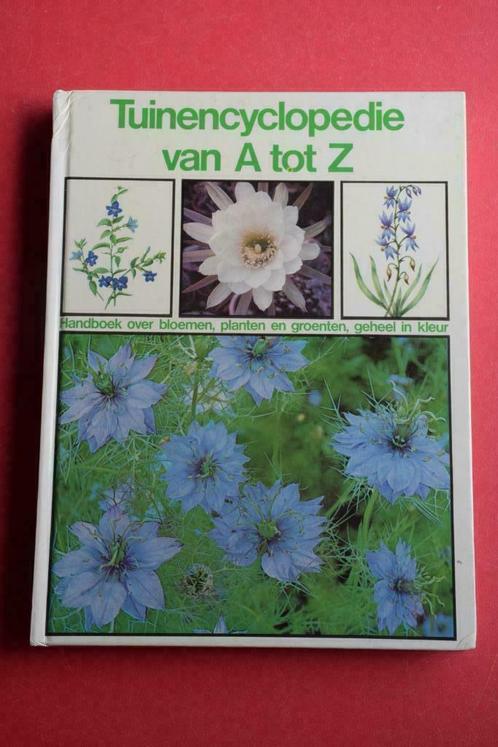 Tuinencyclopedie
van A tot Z
Handboek over bloemen, planten en groenten, geheel in kleur